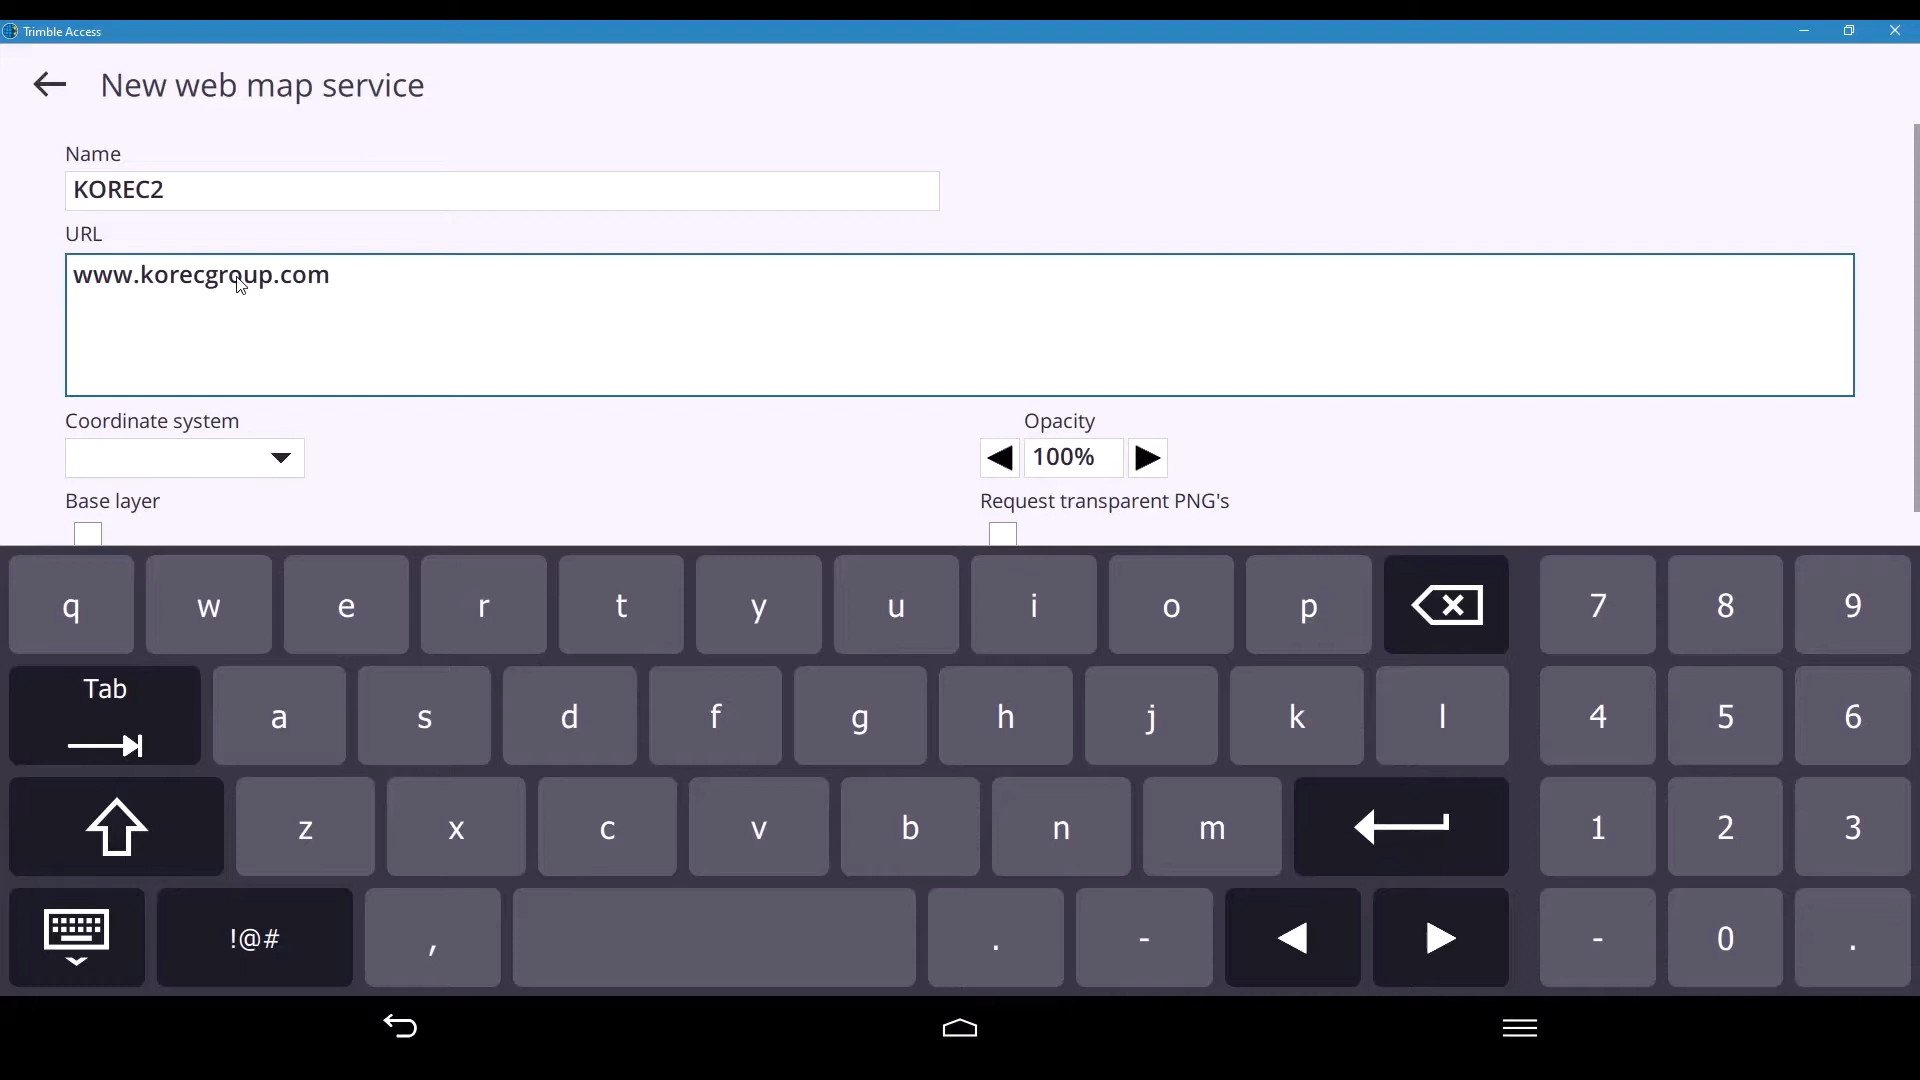 Trimble Access
New web map service
Name
KOREC2
URL
www.korecgroup.com
Coordinate system
Opacity
100%
Base layer
Request transparent PNG's
q w e r t y u i o p 7 8 9
Tab a s d f g h j k l 4 5 6
z x c v b n m 1 2 3
!@# , . - - 0 .